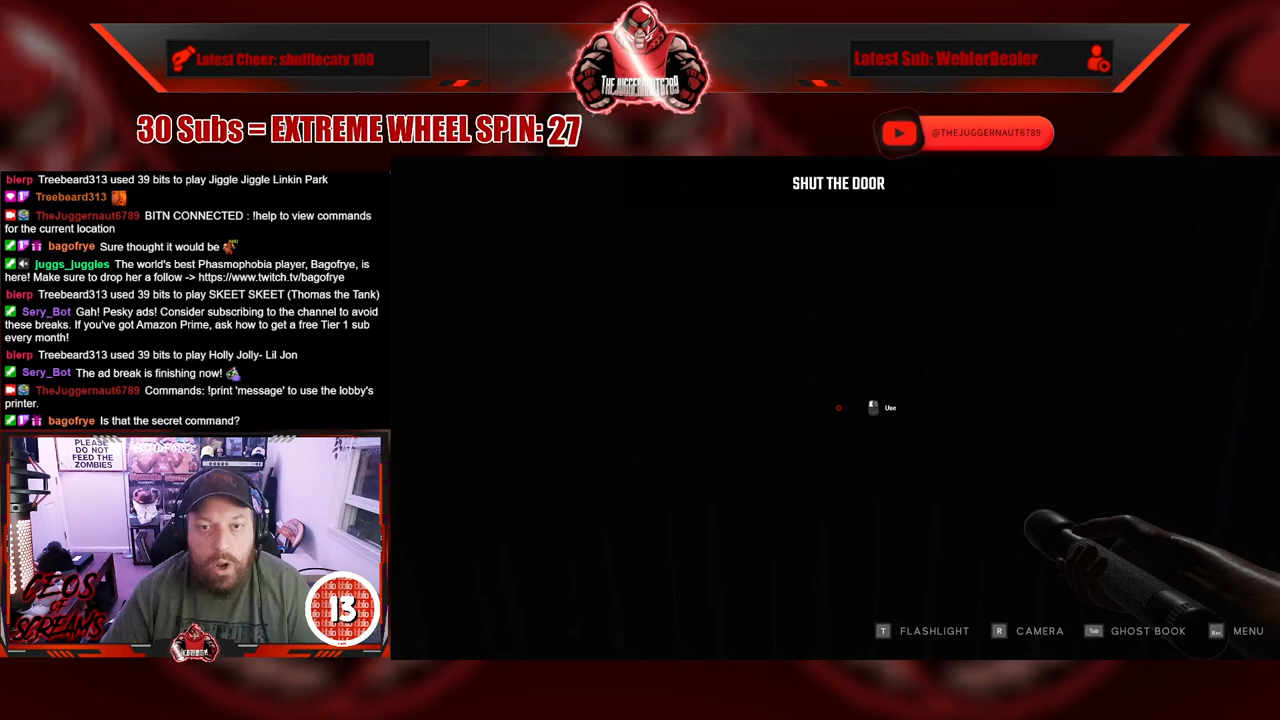 Latest Cheer: shufflecatv 100
THEJUGGERNAUT6789
Latest Sub: WehlerDealer
30 Subs = EXTREME WHEEL SPIN: 27
@THEJUGGERNAUT6789
blerp Treebeard313 used 39 bits to play Jiggle Jiggle Linkin Park
Treebeard313
TheJuggernaut6789 BITN CONNECTED : !help to view commands
for the current location
bagofrye Sure thought it would be
juggs_juggles The world's best Phasmophobia player, Bagofrye, is
here! Make sure to drop her a follow -> https://www.twitch.tv/bagofrye
blerp Treebeard313 used 39 bits to play SKEET SKEET (Thomas the Tank)
Sery_Bot Gah! Pesky ads! Consider subscribing to the channel to avoid
these breaks. If you've got Amazon Prime, ask how to get a free Tier 1 sub
every month!
blerp Treebeard313 used 39 bits to play Holly Jolly- Lil Jon
Sery_Bot The ad break is finishing now!
TheJuggernaut6789 Commands: !print 'message' to use the lobby's
printer.
bagofrye Is that the secret command?
SHUT THE DOOR
Use
PLEASE
DO NOT
FEED THE
ZOMBIES
CEOS
OF
SCREAMS
13
T FLASHLIGHT
R CAMERA
Tab GHOST BOOK
Esc MENU